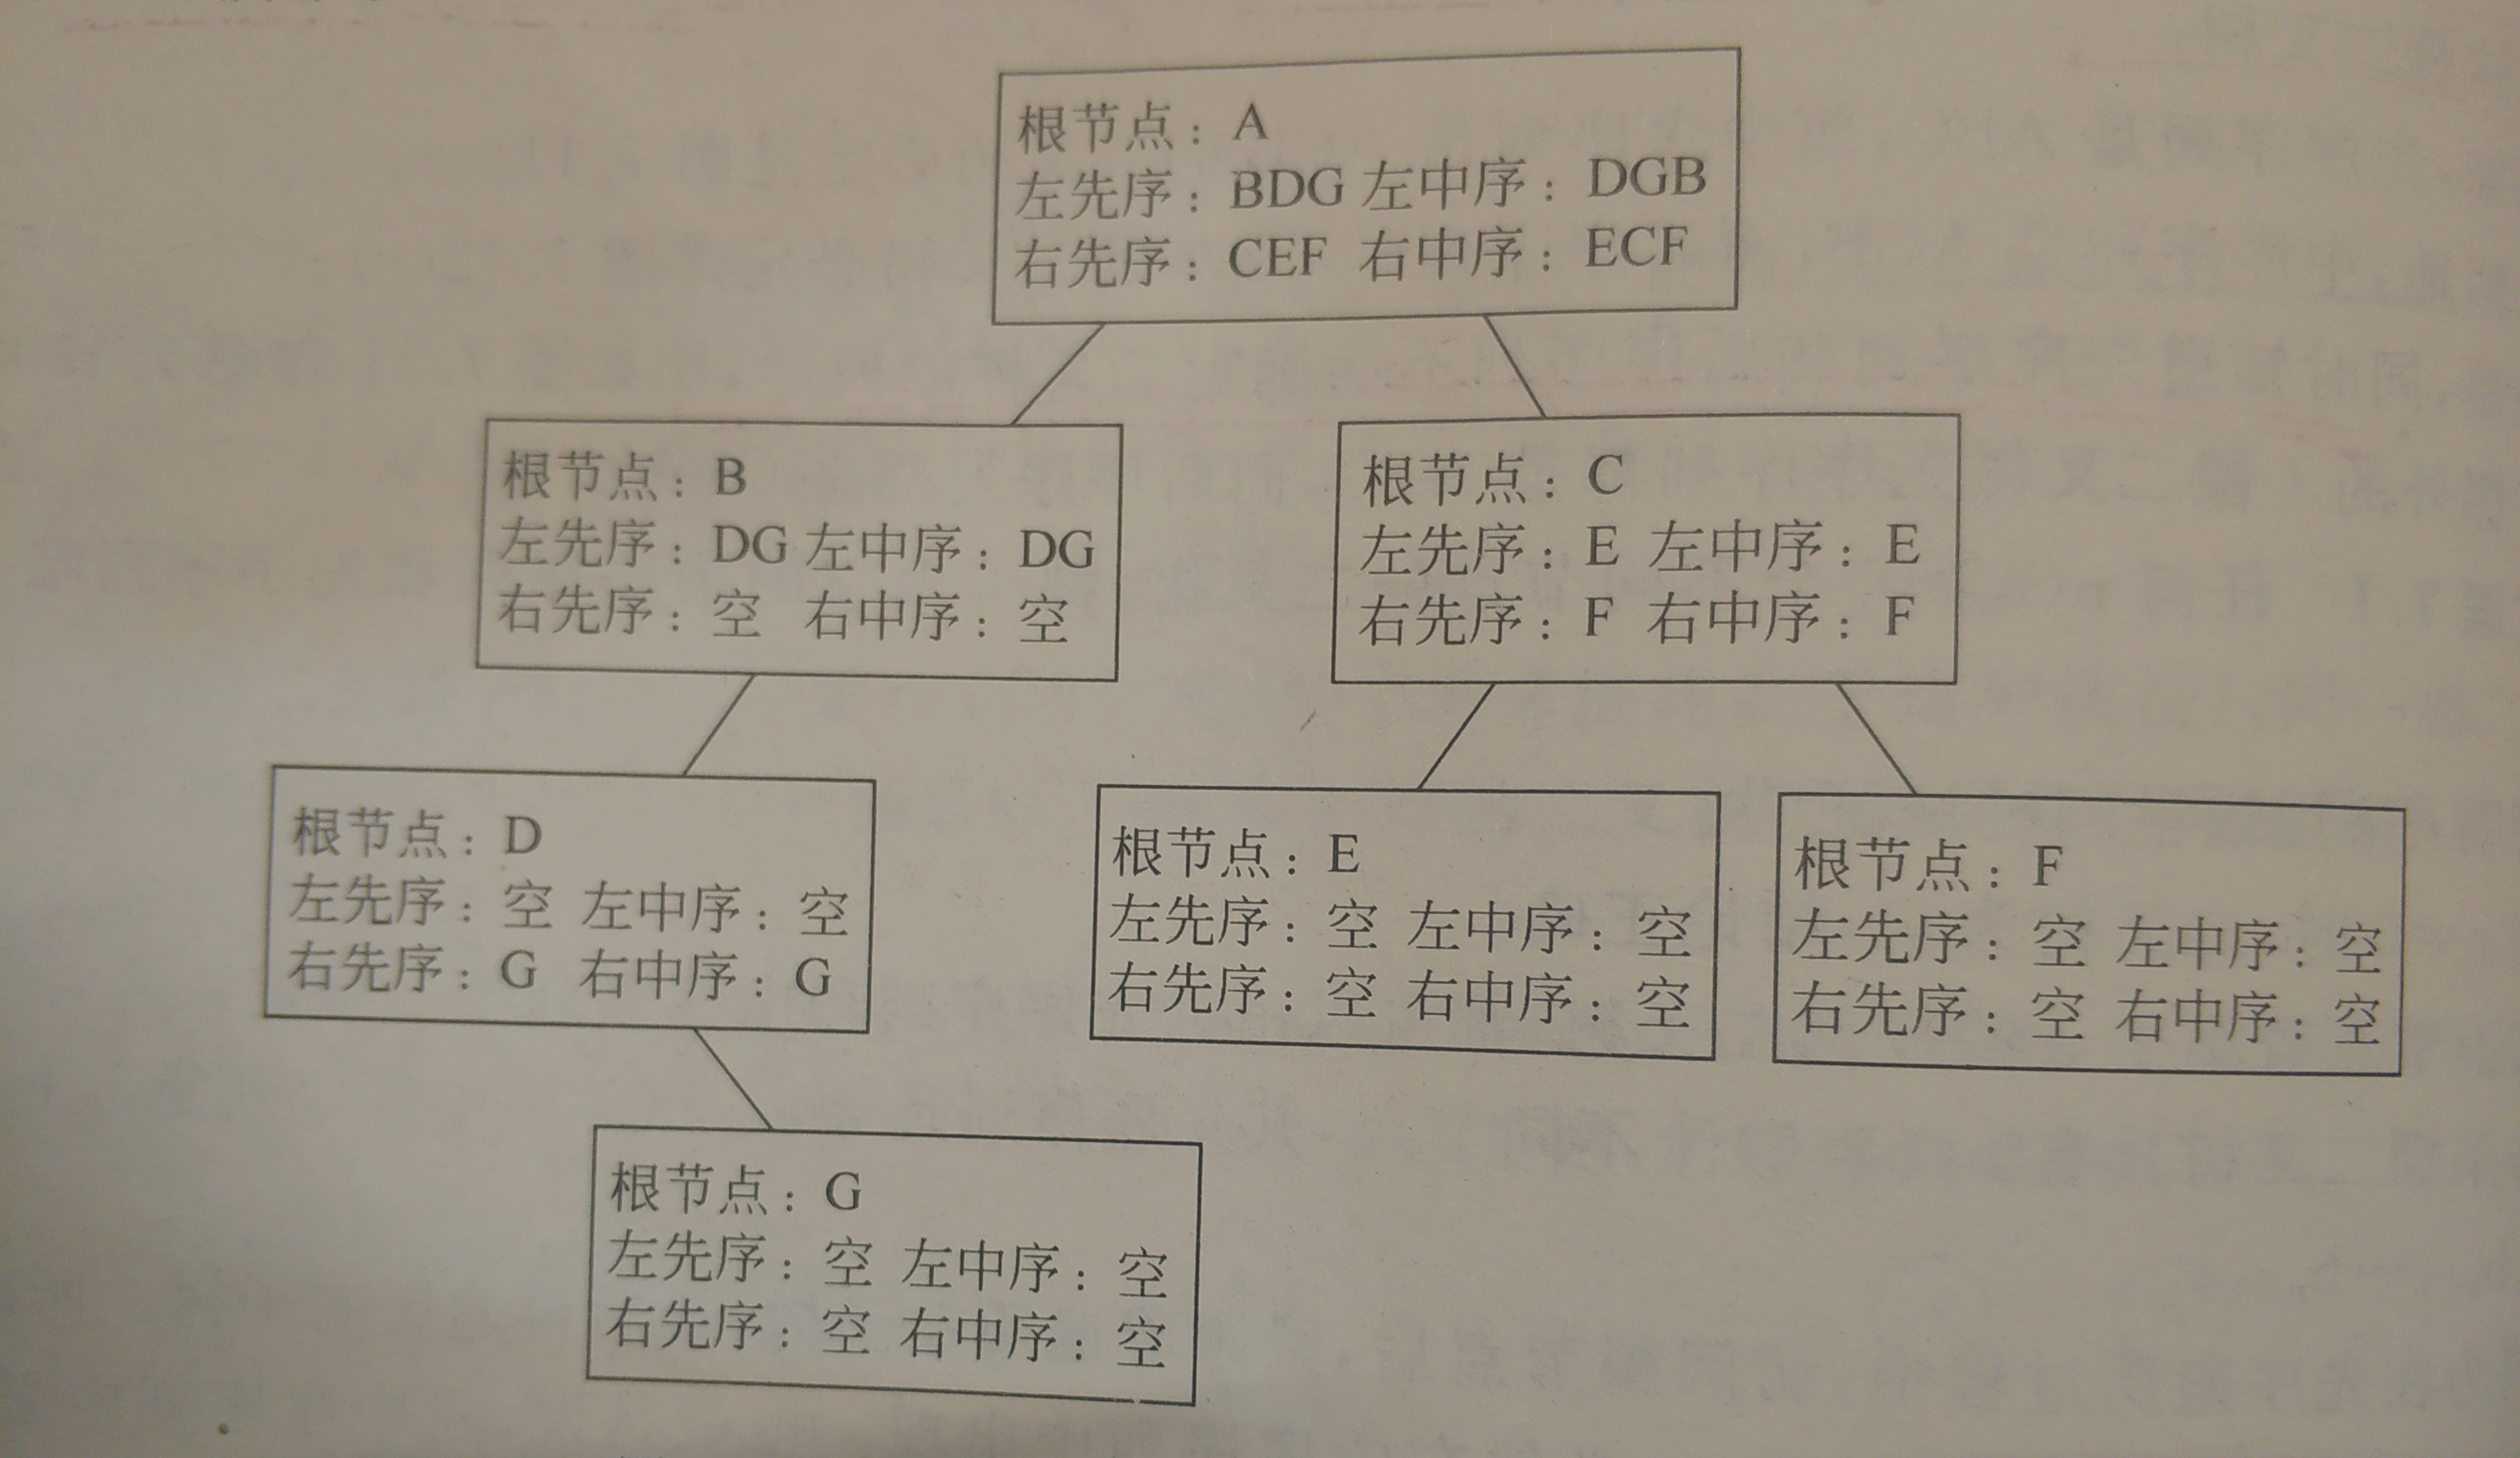 根节点：A
左先序：BDG 左中序：DGB
右先序：CEF 右中序：ECF
根节点：B
左先序：DG 左中序：DG
右先序：空 右中序：空
根节点：C
左先序：E 左中序：E
右先序：F 右中序：F
根节点：D
左先序：空 左中序：空
右先序：G 右中序：G
根节点：E
左先序：空 左中序：空
右先序：空 右中序：空
根节点：F
左先序：空 左中序：空
右先序：空 右中序：空
根节点：G
左先序：空 左中序：空
右先序：空 右中序：空